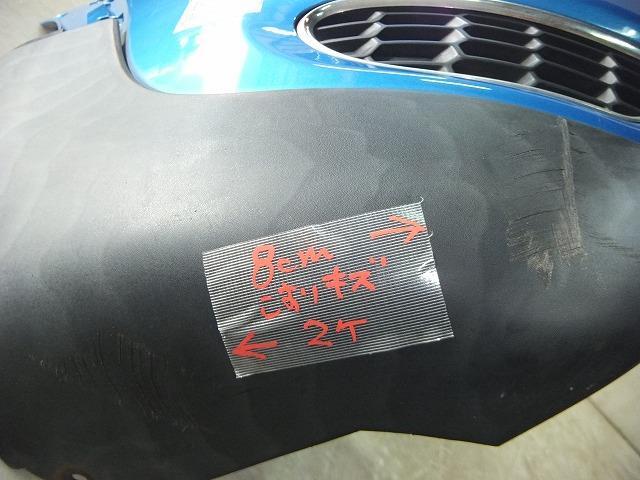 8cm →
こすりキズ
← 2ケ